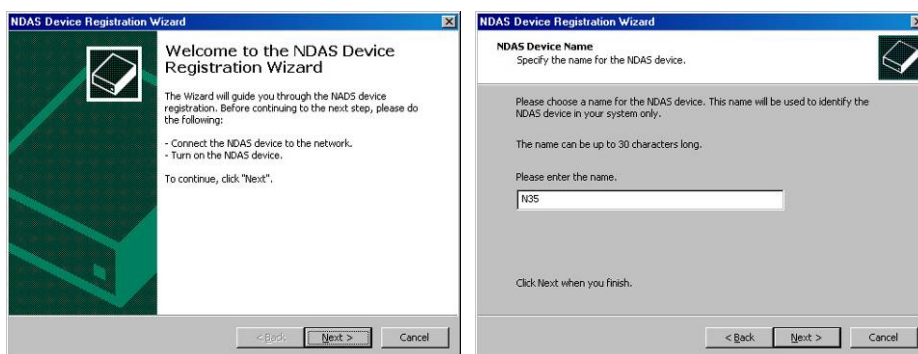 NDAS Device Registration Wizard
Welcome to the NDAS Device
Registration Wizard
The Wizard will guide you through the NADS device
registration. Before continuing to the next step, please do
the following:
- Connect the NDAS device to the network.
- Turn on the NDAS device.
To continue, click "Next".
< Back
Next >
Cancel
NDAS Device Registration Wizard
NDAS Device Name
Specify the name for the NDAS device.
Please choose a name for the NDAS device. This name will be used to identify the
NDAS device in your system only.
The name can be up to 30 characters long.
Please enter the name.
N35
Click Next when you finish.
< Back
Next >
Cancel